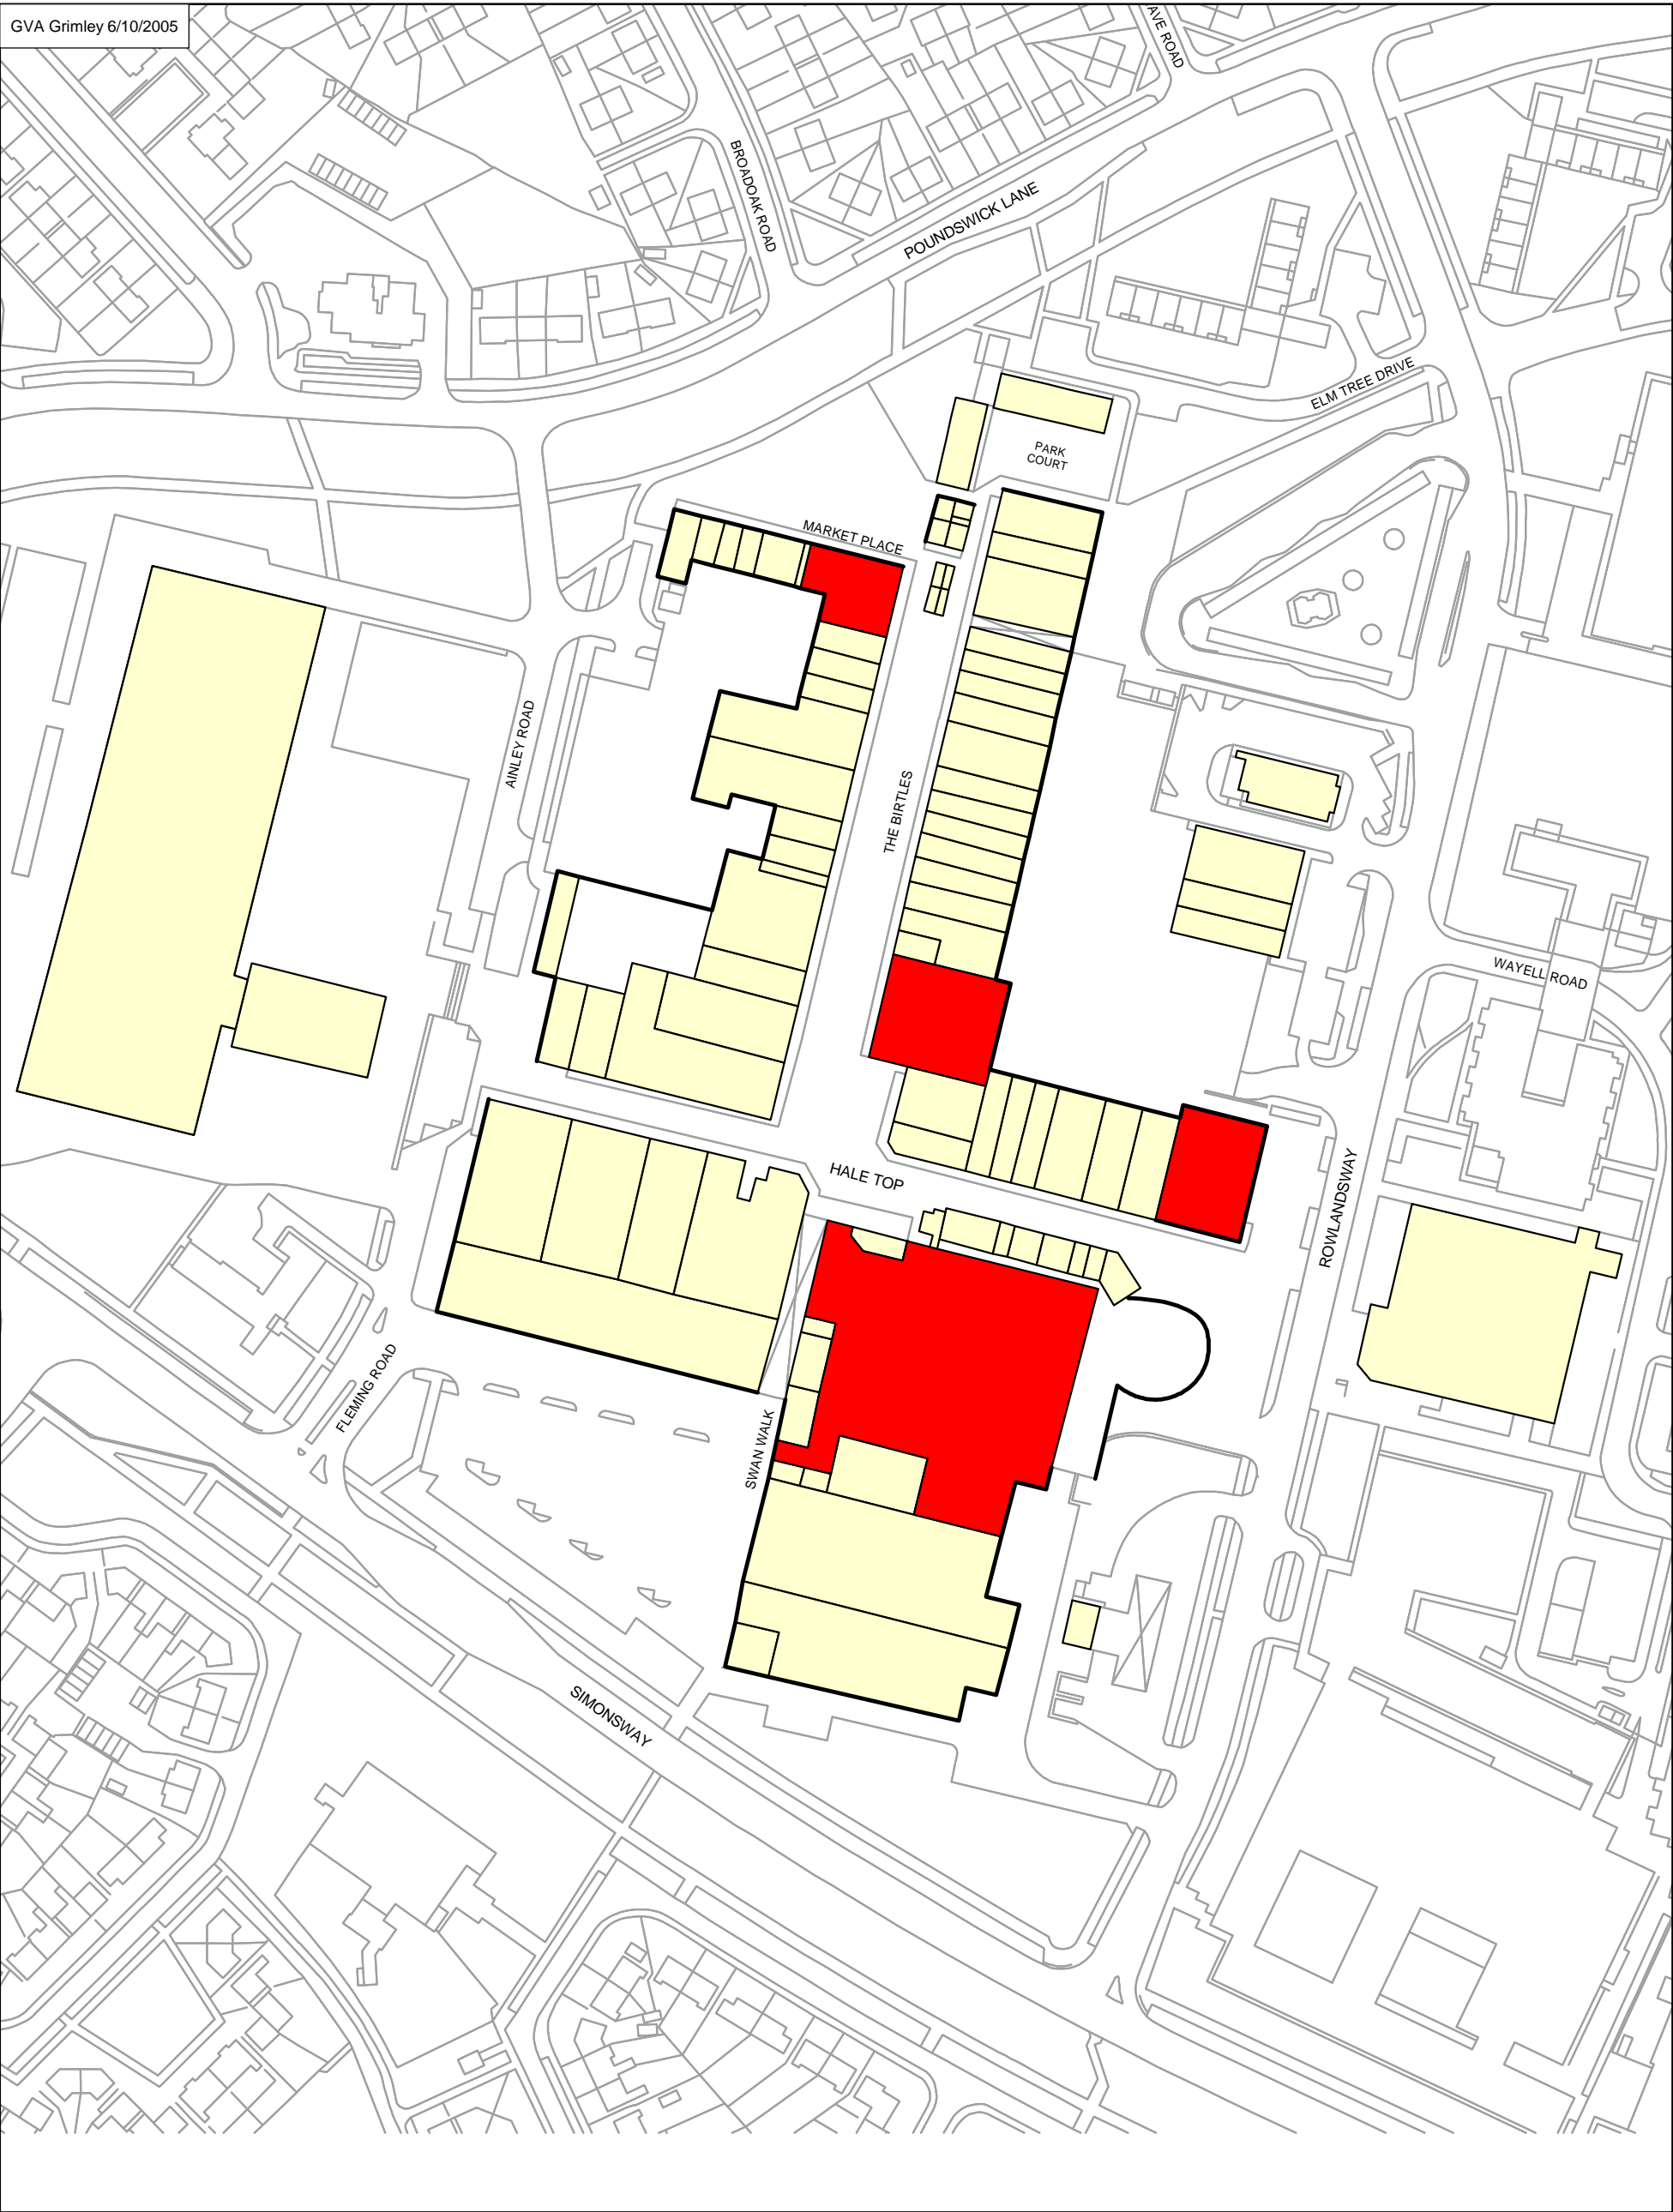 GVA Grimley 6/10/2005
AVE ROAD
BROADOAK ROAD
POUNDSWICK LANE
ELM TREE DRIVE
PARK
COURT
MARKET PLACE
AINLEY ROAD
THE BIRTLES
WAYELL ROAD
HALE TOP
ROWLANDSWAY
FLEMING ROAD
SWAN WALK
SIMONSWAY